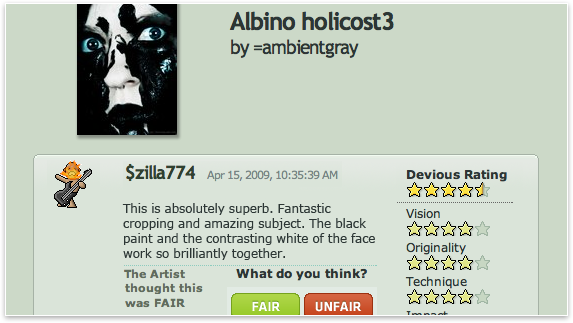 Albino holicost3
by =ambientgray
$zilla774 Apr 15, 2009, 10:35:39 AM
This is absolutely superb. Fantastic
cropping and amazing subject. The black
paint and the contrasting white of the face
work so brilliantly together.
The Artist
thought this
was FAIR
What do you think?
FAIR UNFAIR
Devious Rating
Vision
Originality
Technique
Impact